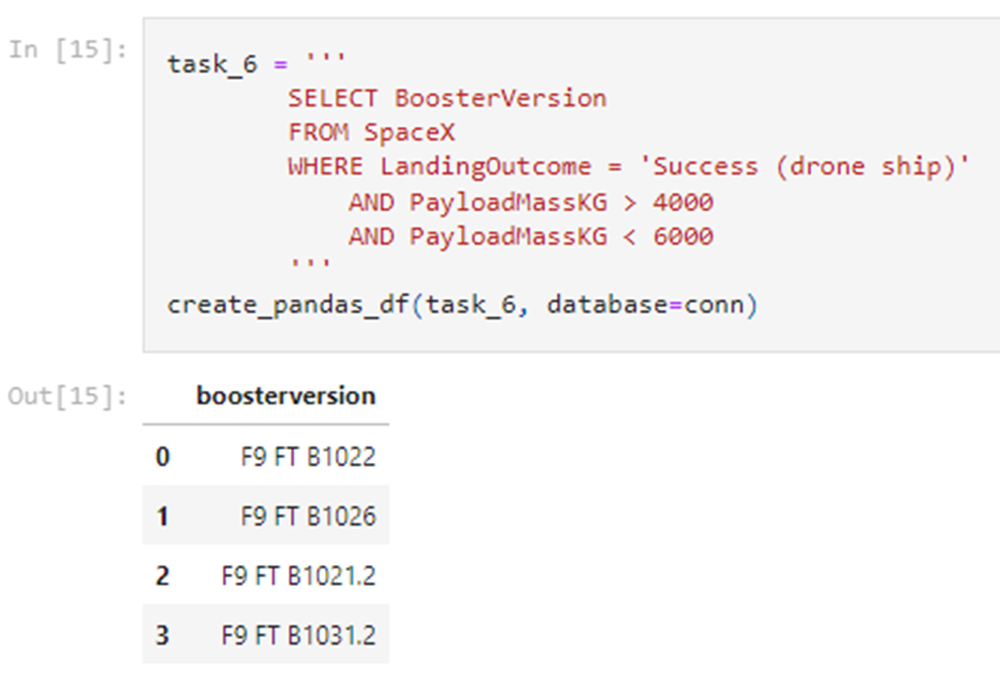 In [15]:
task_6 = '''
SELECT BoosterVersion
FROM SpaceX
WHERE LandingOutcome = 'Success (drone ship)'
AND PayloadMassKG > 4000
AND PayloadMassKG < 6000
'''
create_pandas_df(task_6, database=conn)
Out[15]:
boosterversion
0 F9 FT B1022
1 F9 FT B1026
2 F9 FT B1021.2
3 F9 FT B1031.2